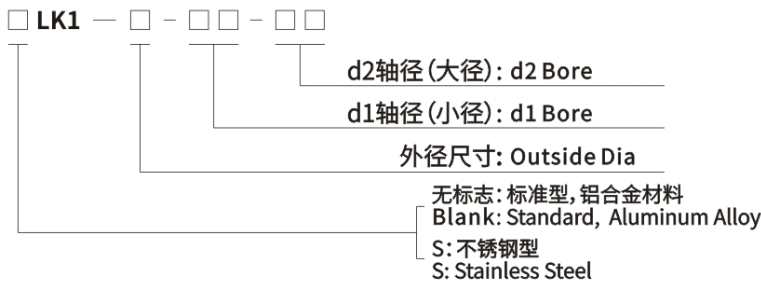 □ LK1 — □ - □□ - □□
d2轴径(大径): d2 Bore
d1轴径(小径): d1 Bore
外径尺寸: Outside Dia
无标志: 标准型, 铝合金材料
Blank: Standard, Aluminum Alloy
S: 不锈钢型
S: Stainless Steel